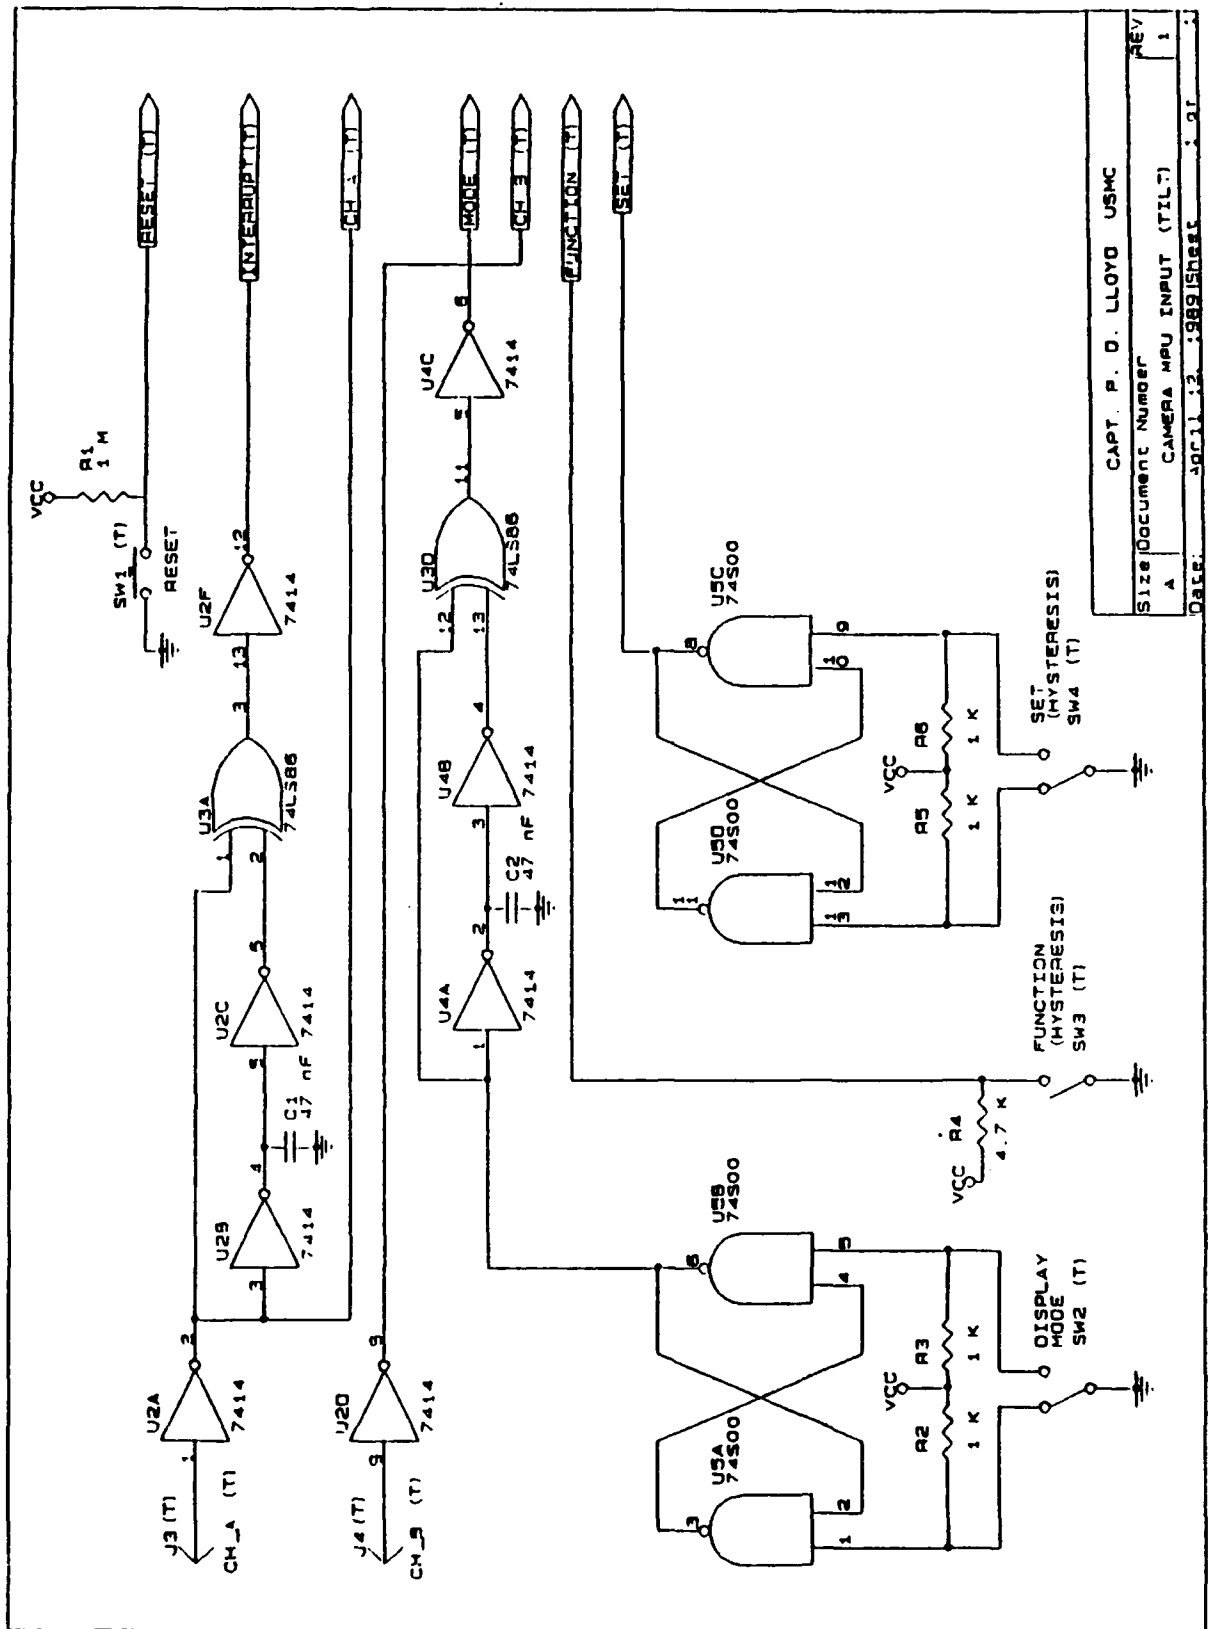 VCC
R1
1 M
SW1 (T)
RESET
RESET (T)
J3 (T)
CH_A (T)
1
U2A
2
7414
3
U2B
4
7414
C1
47 nF
U2C
7414
1
2
U3A
3
74LS86
13
U2F
12
7414
INTERRUPT (T)
CH A (T)
J4 (T)
CH_B (T)
9
U2D
7414
1
U4A
2
7414
C2
47 nF
3
U4B
4
7414
12
13
U3D
11
74LS86
U4C
7414
MODE (T)
FUNCTION (T)
SET (T)
U5A
74S00
3
1
2
U5B
74S00
6
4
5
VCC
R2
1 K
R3
1 K
DISPLAY
MODE
SW2 (T)
VCC
R4
4.7 K
FUNCTION
(HYSTERESIS)
SW3 (T)
U5D
74S00
11
13
12
U5C
74S00
8
10
9
VCC
R5
1 K
R6
1 K
SET
(HYSTERESIS)
SW4 (T)
CAPT. P. D. LLOYD USMC
Size Document Number REV
A CAMERA MPU INPUT (TILT) 1
Date: April 12, 1989 Sheet 1 of